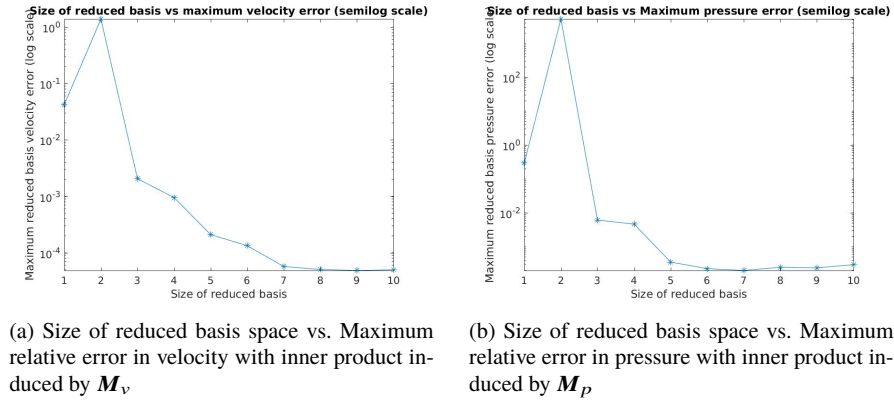 Size of reduced basis vs maximum velocity error (semilog scale)
Maximum reduced basis velocity error (log scale)
10^0
10^-1
10^-2
10^-3
10^-4
1 2 3 4 5 6 7 8 9 10
Size of reduced basis
Size of reduced basis vs Maximum pressure error (semilog scale)
Maximum reduced basis pressure error (log scale)
10^2
10^0
10^-2
1 2 3 4 5 6 7 8 9 10
Size of reduced basis
(a) Size of reduced basis space vs. Maximum
relative error in velocity with inner product in-
duced by M_v
(b) Size of reduced basis space vs. Maximum
relative error in pressure with inner product in-
duced by M_p